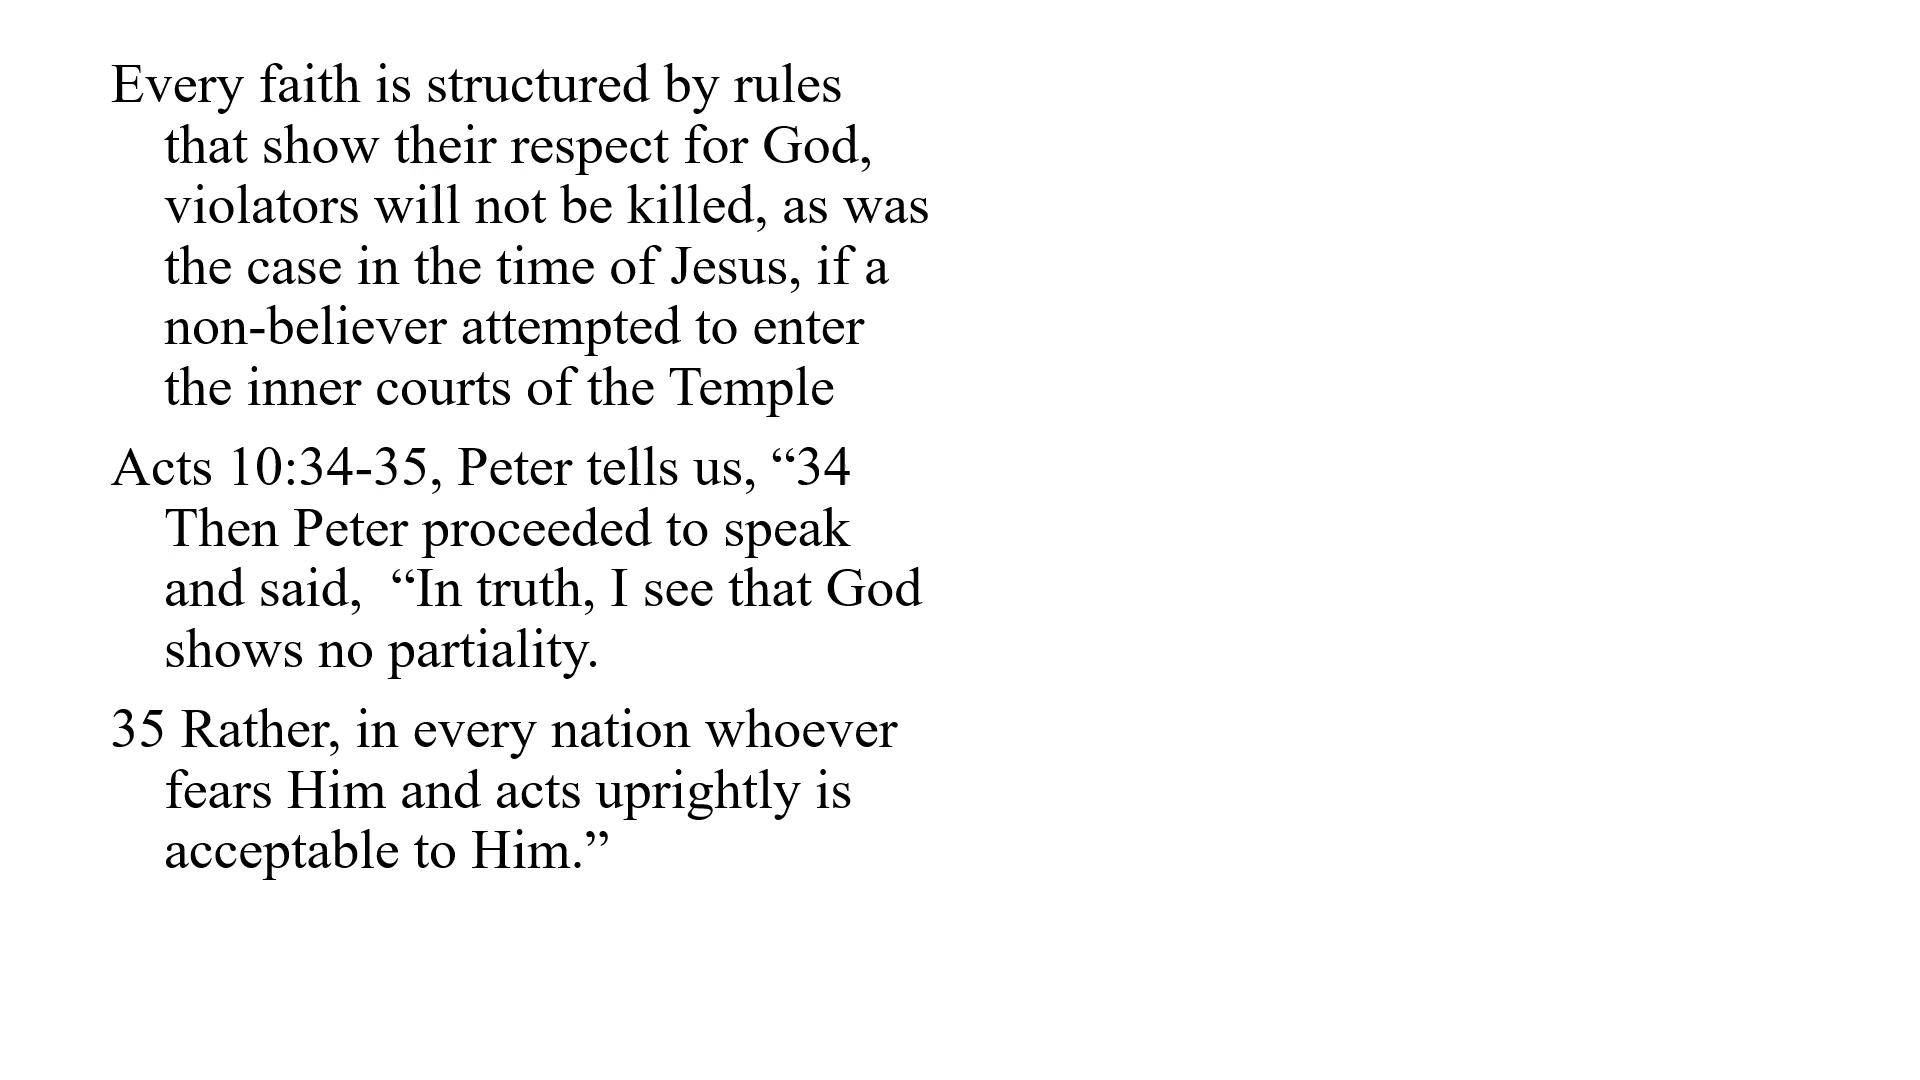 Every faith is structured by rules
that show their respect for God,
violators will not be killed, as was
the case in the time of Jesus, if a
non-believer attempted to enter
the inner courts of the Temple
Acts 10:34-35, Peter tells us, “34
Then Peter proceeded to speak
and said,  “In truth, I see that God
shows no partiality.
35 Rather, in every nation whoever
fears Him and acts uprightly is
acceptable to Him.”